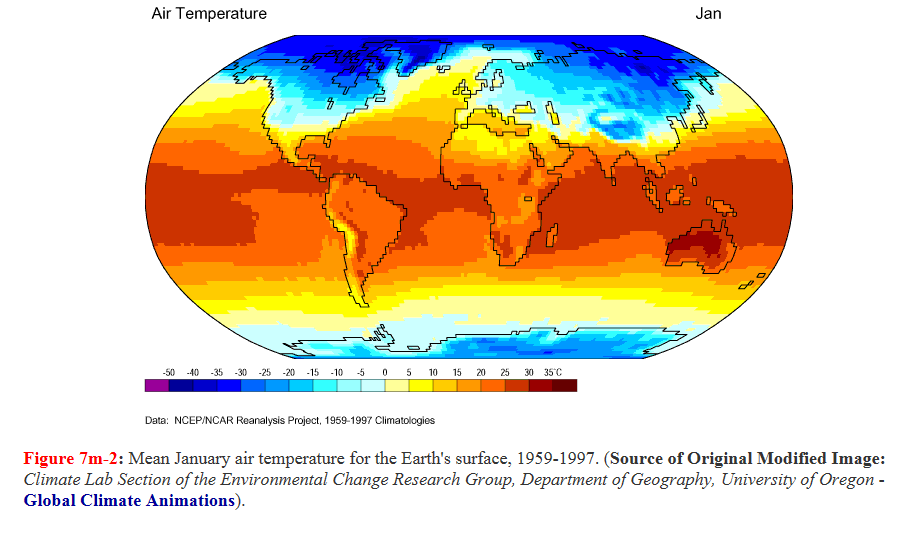 Air Temperature Jan
-50 -40 -35 -30 -25 -20 -15 -10 -5 0 5 10 15 20 25 30 35°C
Data: NCEP/NCAR Reanalysis Project, 1959-1997 Climatologies
Figure 7m-2: Mean January air temperature for the Earth's surface, 1959-1997. (Source of Original Modified Image:
Climate Lab Section of the Environmental Change Research Group, Department of Geography, University of Oregon -
Global Climate Animations).